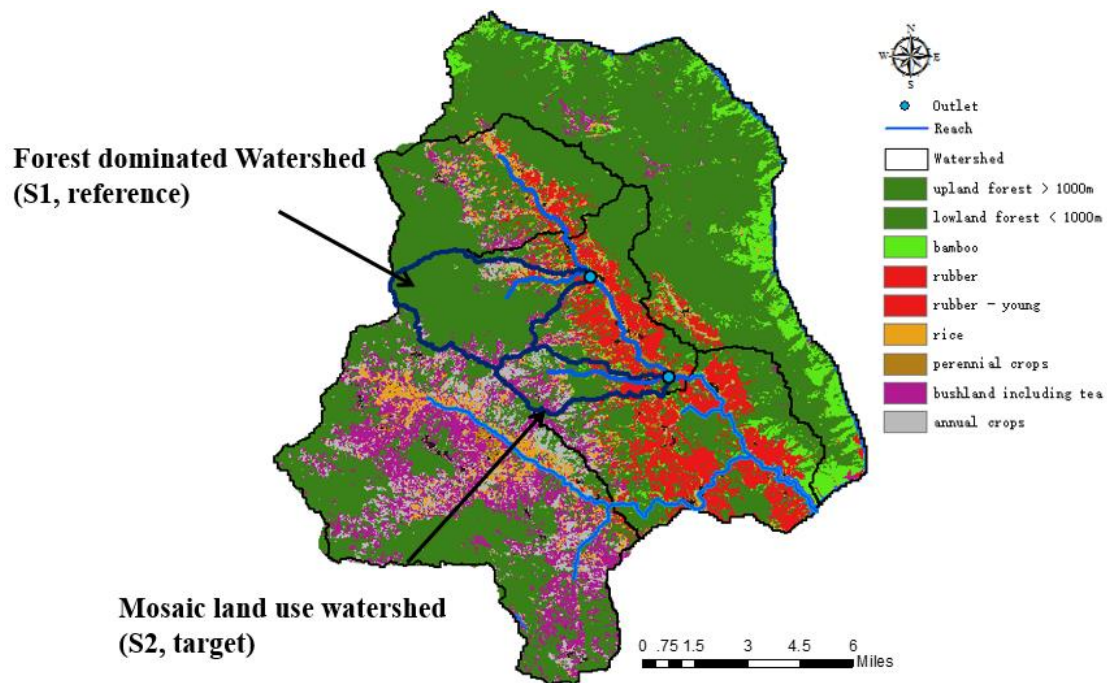 Forest dominated Watershed
(S1, reference)
Mosaic land use watershed
(S2, target)
N
W E
S
Outlet
Reach
Watershed
upland forest > 1000m
lowland forest < 1000m
bamboo
rubber
rubber - young
rice
perennial crops
bushland including tea
annual crops
0 .75 1.5 3 4.5 6
Miles